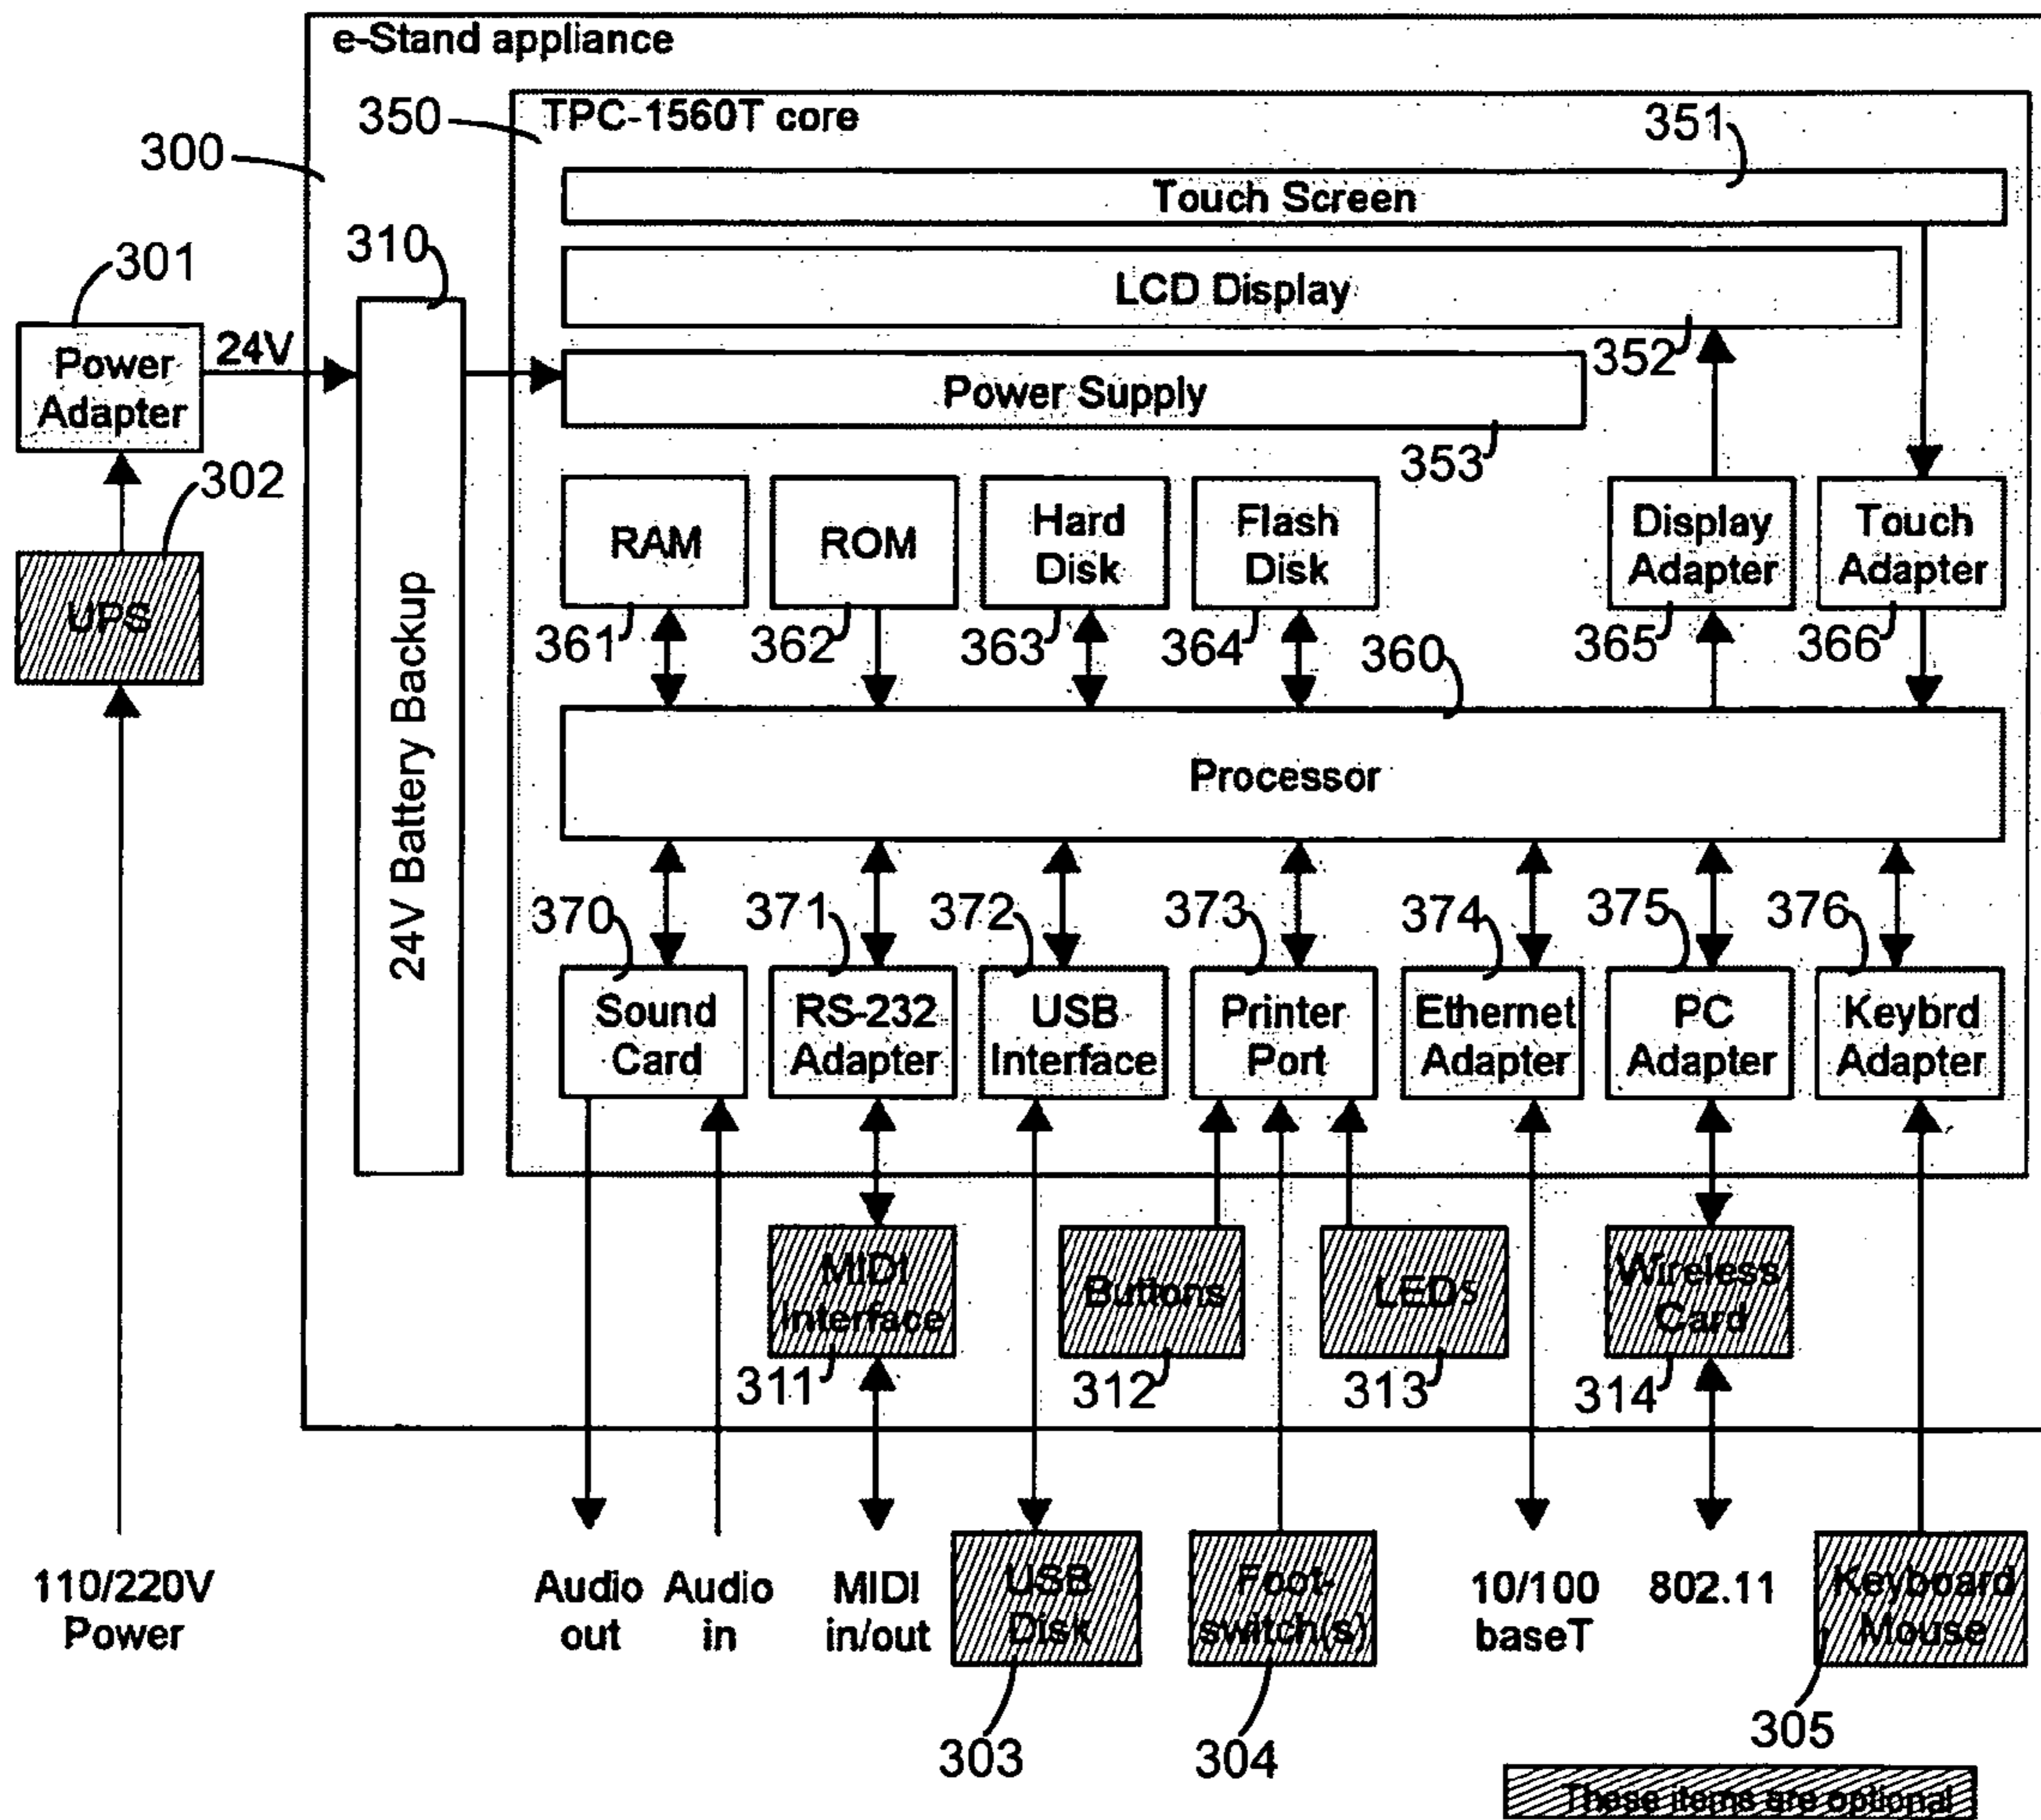 e-Stand appliance
350
TPC-1560T core
351
300
Touch Screen
310
301
LCD Display
24V
352
Power
Adapter
Power Supply
353
302
RAM
ROM
Hard
Disk
Flash
Disk
Display
Adapter
Touch
Adapter
UPS
361
362
363
364
360
365
366
24V Battery Backup
Processor
370
371
372
373
374
375
376
Sound
Card
RS-232
Adapter
USB
Interface
Printer
Port
Ethernet
Adapter
PC
Adapter
Keybrd
Adapter
MIDI
Interface
Buttons
LEDs
Wireless
Card
311
312
313
314
110/220V
Power
Audio
out
Audio
in
MIDI
in/out
USB
Disk
Foot-
switch(s)
10/100
baseT
802.11
Keyboard
Mouse
303
304
305
These items are optional